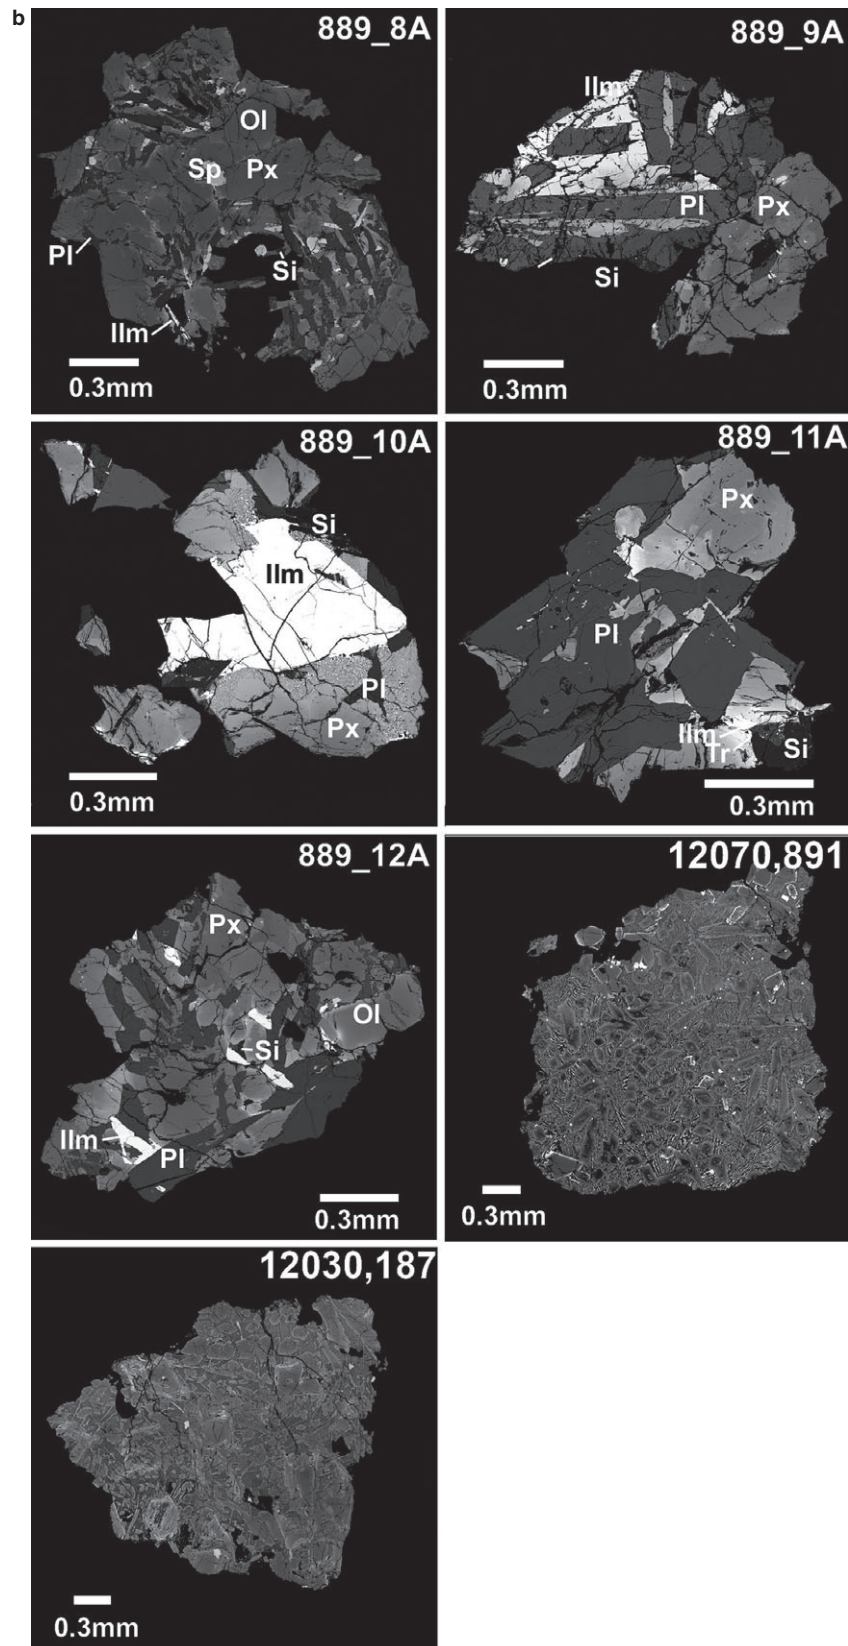 b
889_8A
Ol
Sp
Px
Pl
Si
Ilm
0.3mm
889_9A
Ilm
Pl
Px
Si
0.3mm
889_10A
Si
Ilm
Pl
Px
0.3mm
889_11A
Px
Pl
Ilm
Tr
Si
0.3mm
889_12A
Px
Ol
Si
Ilm
Pl
0.3mm
12070,891
0.3mm
12030,187
0.3mm